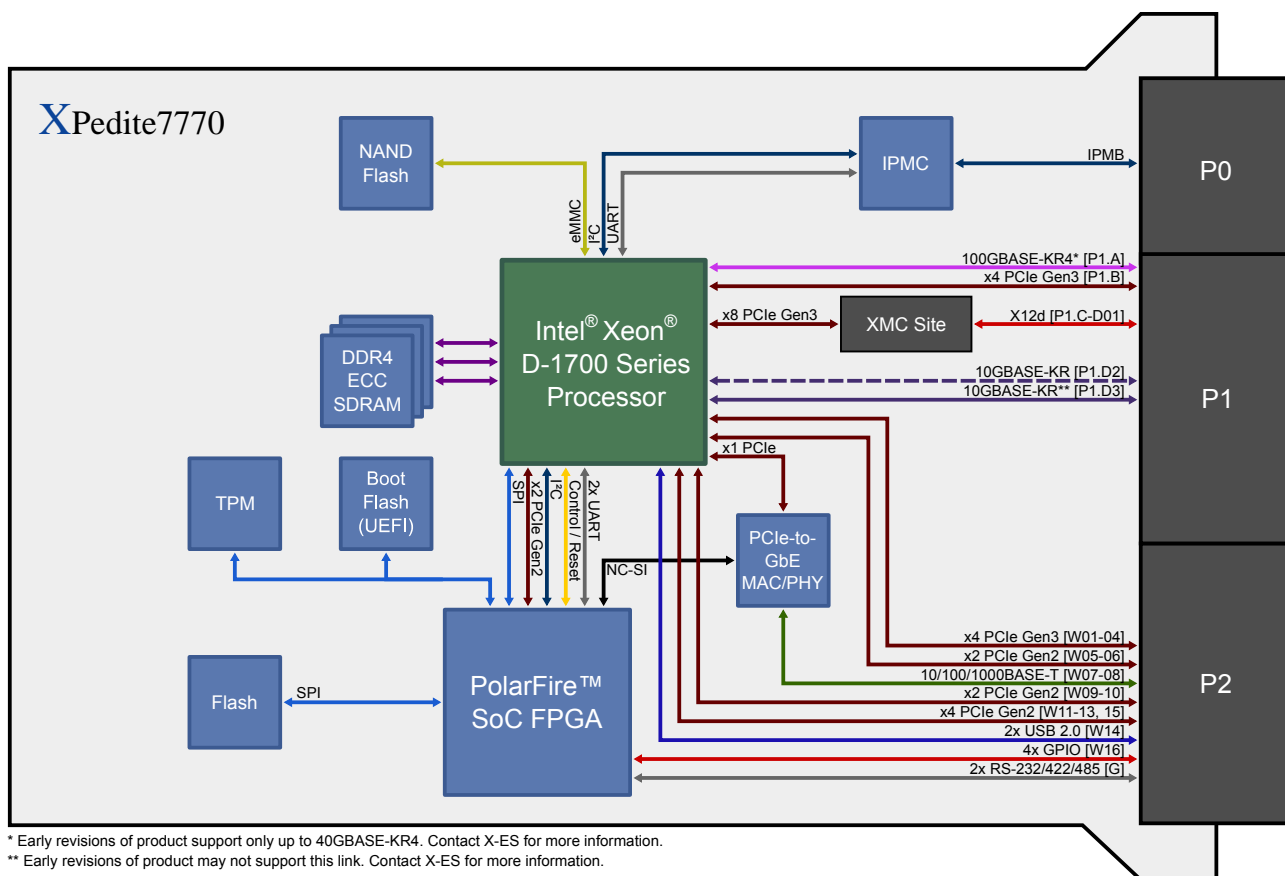 XPedite7770
NAND
Flash
IPMC
IPMB
P0
eMMC
I²C
UART
100GBASE-KR4* [P1.A]
x4 PCIe Gen3 [P1.B]
x8 PCIe Gen3
XMC Site
X12d [P1.C-D01]
Intel® Xeon®
D-1700 Series
Processor
DDR4
ECC
SDRAM
10GBASE-KR [P1.D2]
10GBASE-KR** [P1.D3]
P1
x1 PCIe
TPM
Boot
Flash
(UEFI)
SPI
x2 PCIe Gen2
I²C
Control / Reset
2x UART
NC-SI
PCIe-to-
GbE
MAC/PHY
x4 PCIe Gen3 [W01-04]
x2 PCIe Gen2 [W05-06]
10/100/1000BASE-T [W07-08]
x2 PCIe Gen2 [W09-10]
x4 PCIe Gen2 [W11-13, 15]
2x USB 2.0 [W14]
4x GPIO [W16]
2x RS-232/422/485 [G]
P2
Flash
SPI
PolarFire™
SoC FPGA
* Early revisions of product support only up to 40GBASE-KR4. Contact X-ES for more information.
** Early revisions of product may not support this link. Contact X-ES for more information.